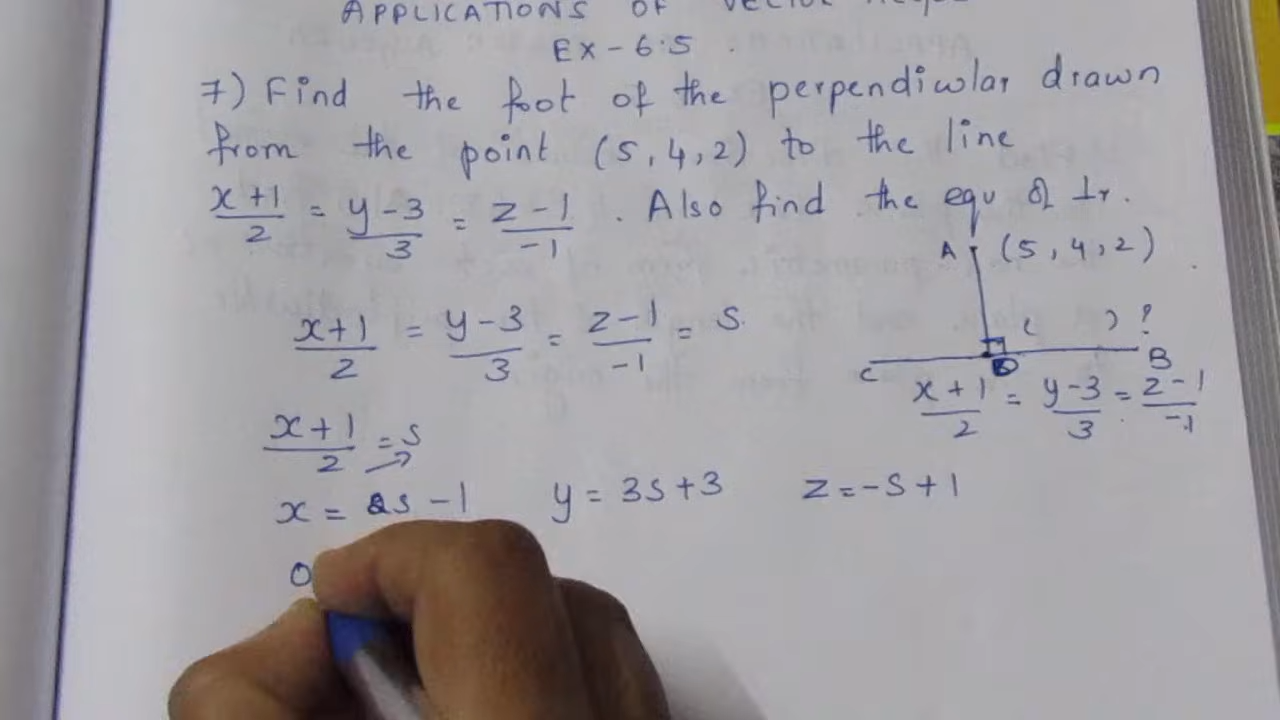 APPLICATIONS OF VECTOR
EX - 6.5 .
7) Find the foot of the perpendicular drawn
from the point (5, 4, 2) to the line
x+1/2 = y-3/3 = z-1/-1 . Also find the equ of ⊥r.
A (5, 4, 2)
( ) ?
C D B
x+1/2 = y-3/3 = z-1/-1
x+1/2 = y-3/3 = z-1/-1 = S.
x+1/2 = S
x = 2S - 1 y = 3S + 3 z = -S + 1
O